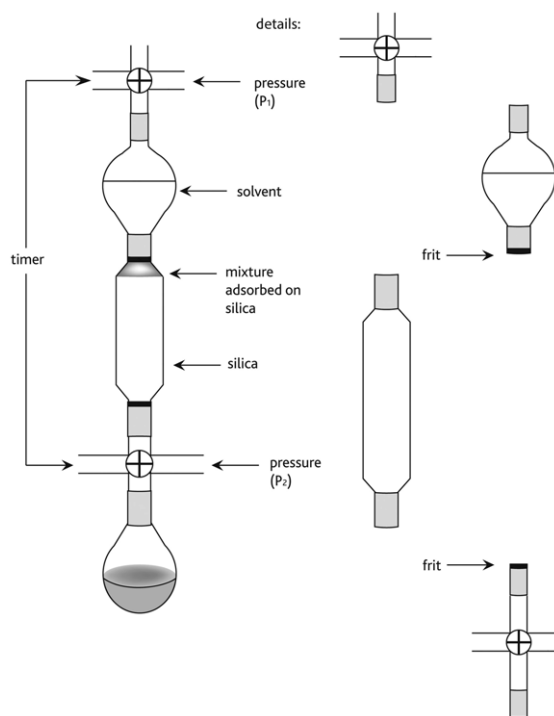 details:
pressure
(P₁)
solvent
frit
timer
mixture
adsorbed on
silica
silica
pressure
(P₂)
frit